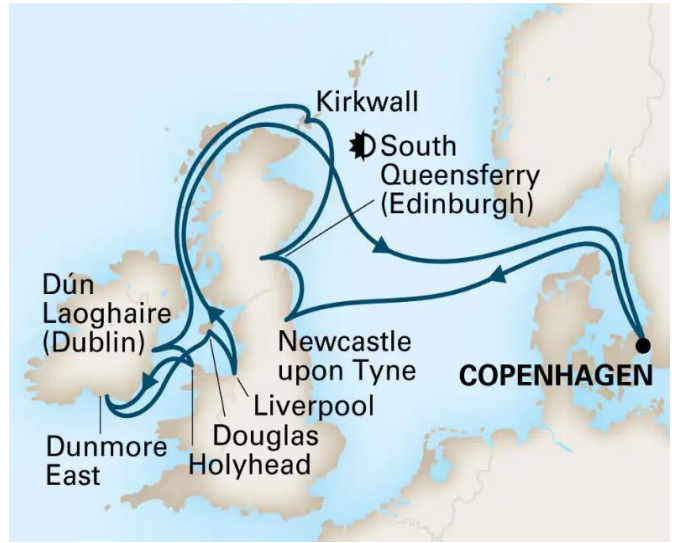 Kirkwall
South
Queensferry
(Edinburgh)
Dún
Laoghaire
(Dublin)
Newcastle
upon Tyne
COPENHAGEN
Liverpool
Douglas
Dunmore
East
Holyhead